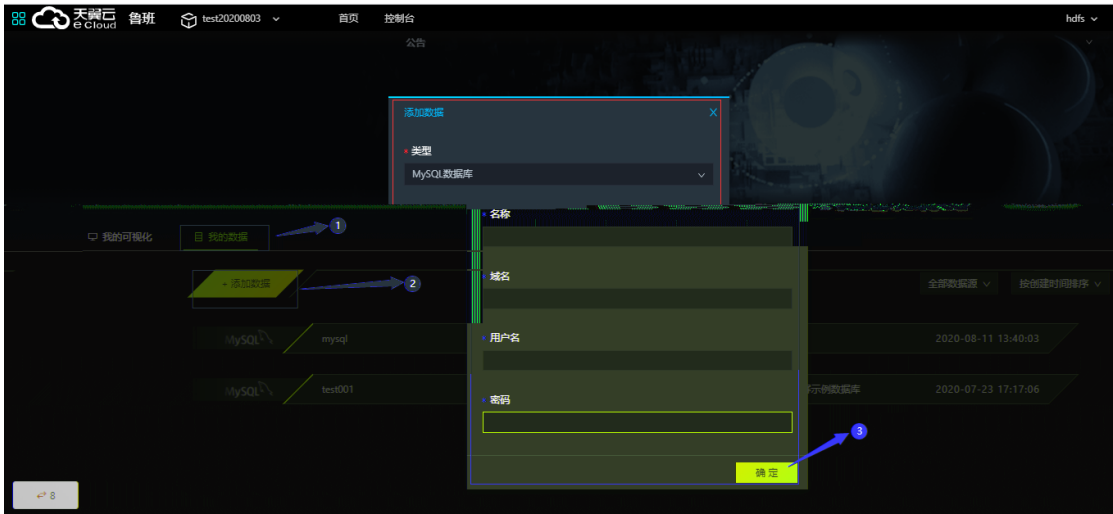 天翼云 e Cloud 鲁班 test20200803 首页 控制台 hdfs
公告
添加数据 X
* 类型
MySQL数据库
* 名称
我的可视化 我的数据 1
+ 添加数据 2 全部数据源 按创建时间排序
域名
用户名
MySQL mysql 2020-08-11 13:40:03
MySQL test001 示例数据库 2020-07-23 17:17:06
密码
3
确 定
8